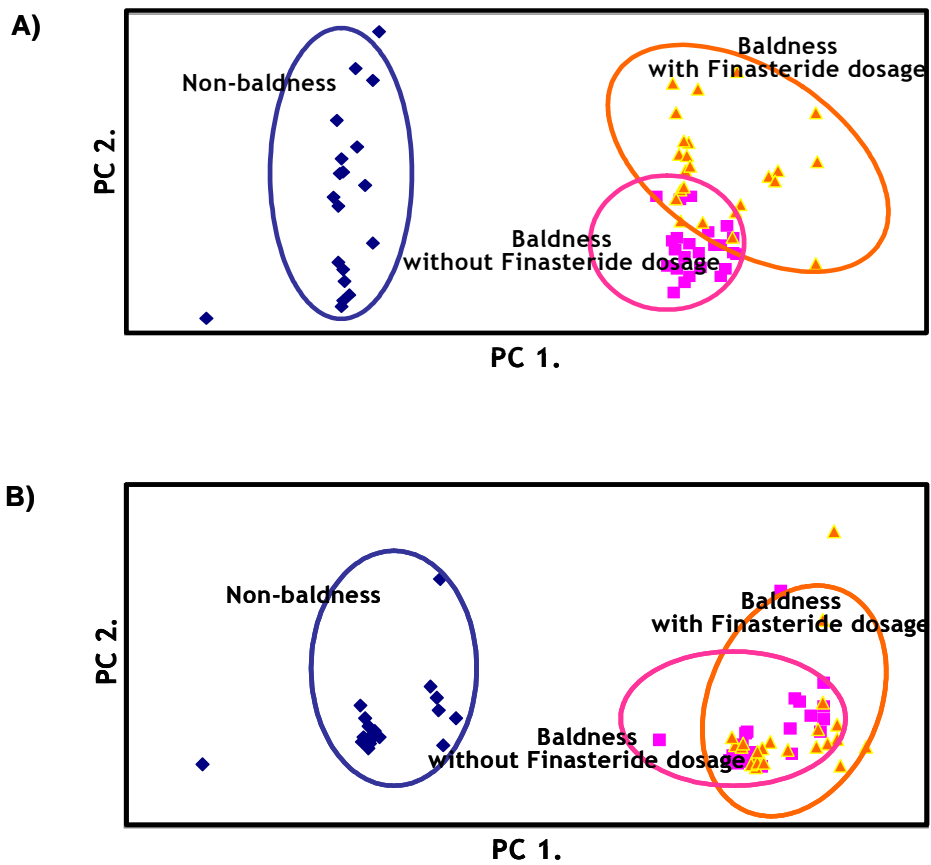 A)
Baldness
with Finasteride dosage
Non-baldness
PC 2.
Baldness
without Finasteride dosage
PC 1.
B)
Non-baldness
Baldness
with Finasteride dosage
PC 2.
Baldness
without Finasteride dosage
PC 1.